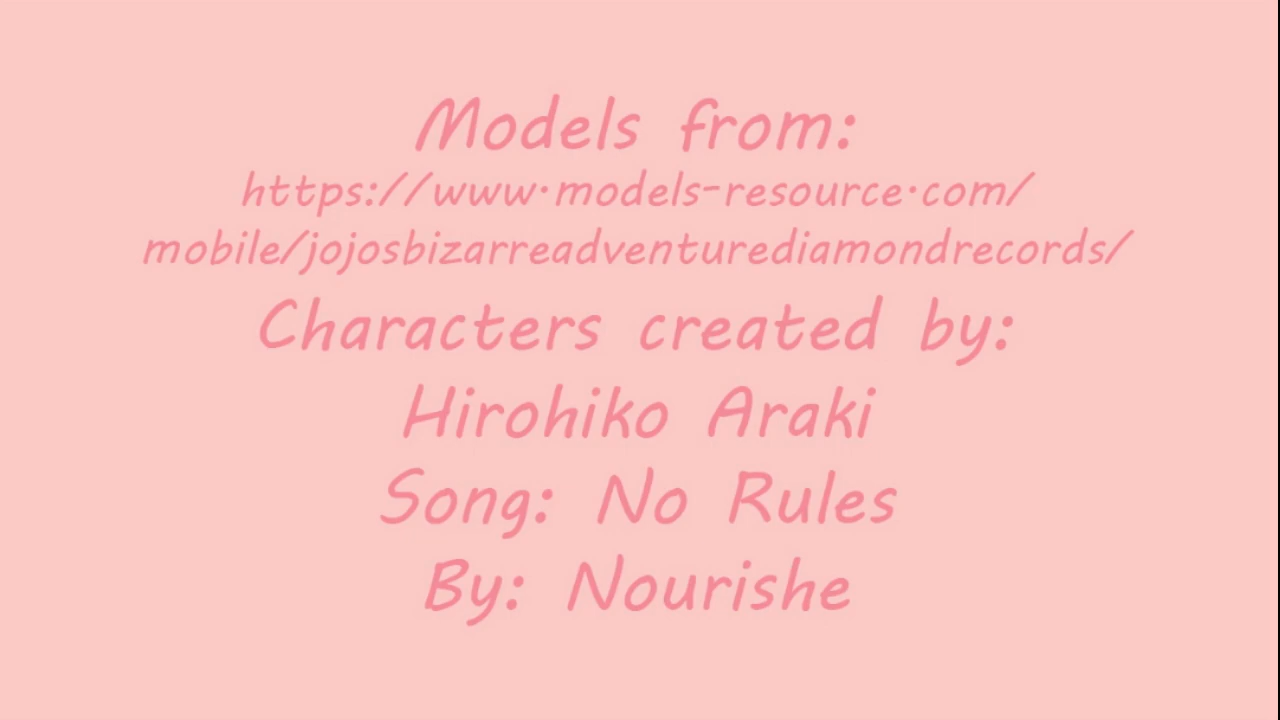 Models from:
https://www.models-resource.com/
mobile/jojosbizarreadventurediamondrecords/
Characters created by:
Hirohiko Araki
Song: No Rules
By: Nourishe